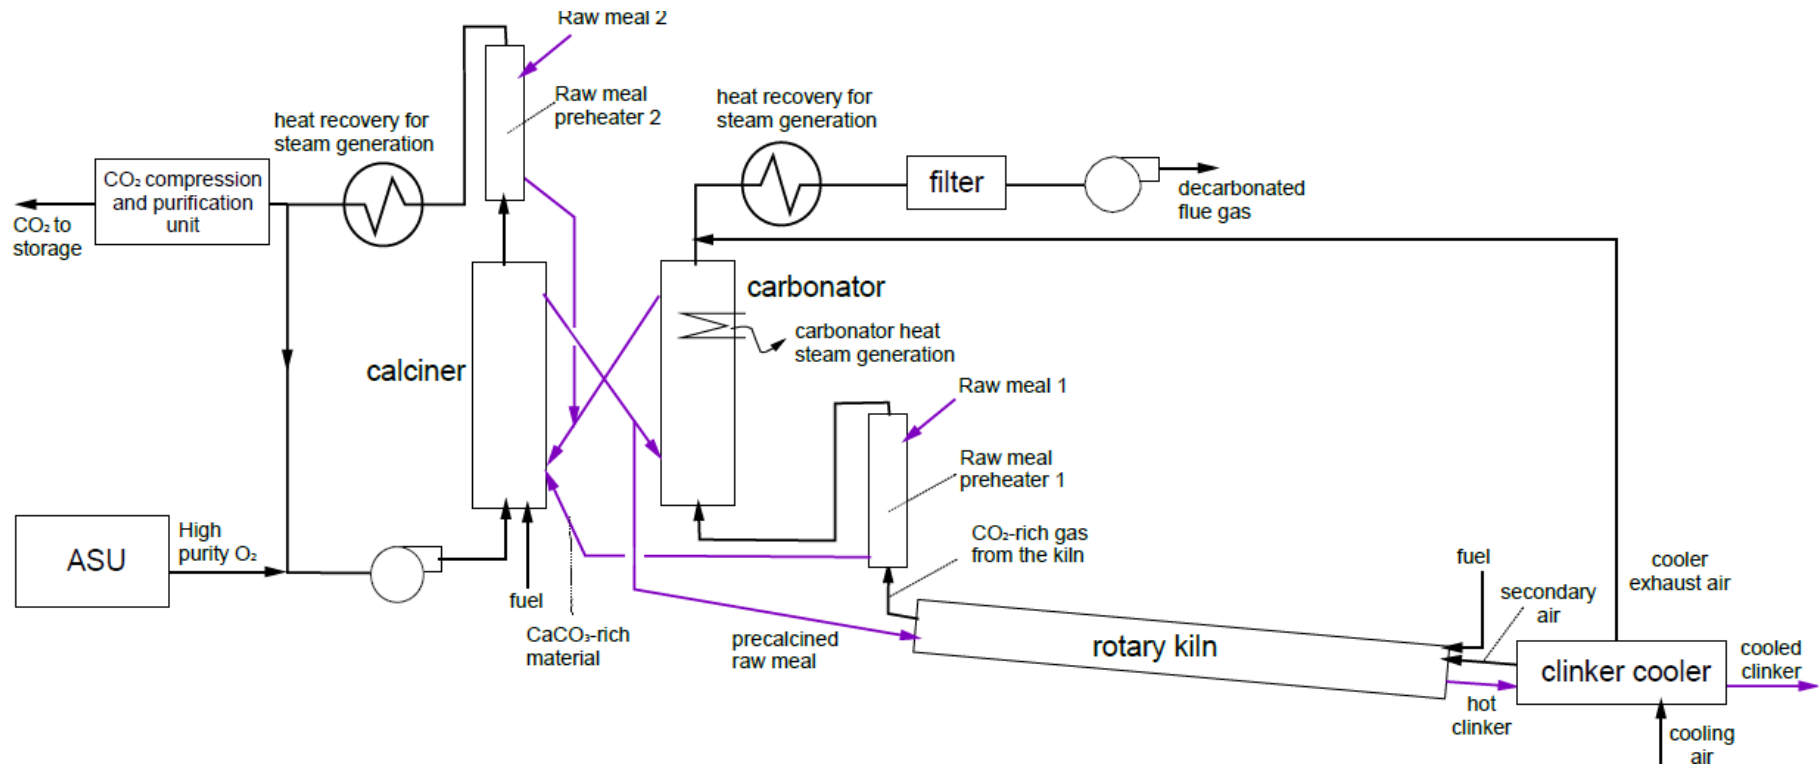 Raw meal 2
Raw meal
preheater 2
heat recovery for
steam generation
heat recovery for
steam generation
CO₂ compression
and purification
unit
CO₂ to
storage
filter
decarbonated
flue gas
carbonator
carbonator heat
steam generation
calciner
Raw meal 1
Raw meal
preheater 1
ASU
High
purity O₂
CO₂-rich gas
from the kiln
fuel
CaCO₃-rich
material
precalcined
raw meal
rotary kiln
fuel
secondary
air
cooler
exhaust air
clinker cooler
cooled
clinker
hot
clinker
cooling
air